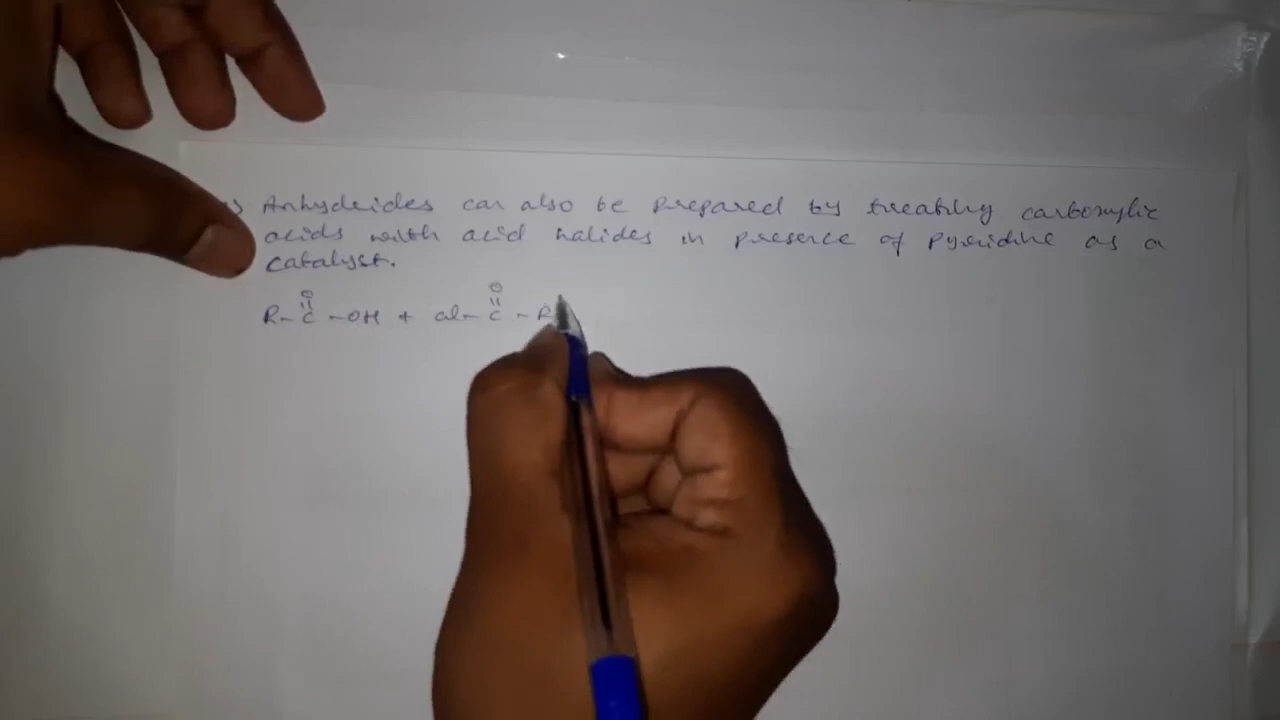 Anhydrides can also be prepared by treating carboxylic
acids with acid halides in presence of pyridine as a
catalyst.
O O
R-C-OH + Cl-C-R